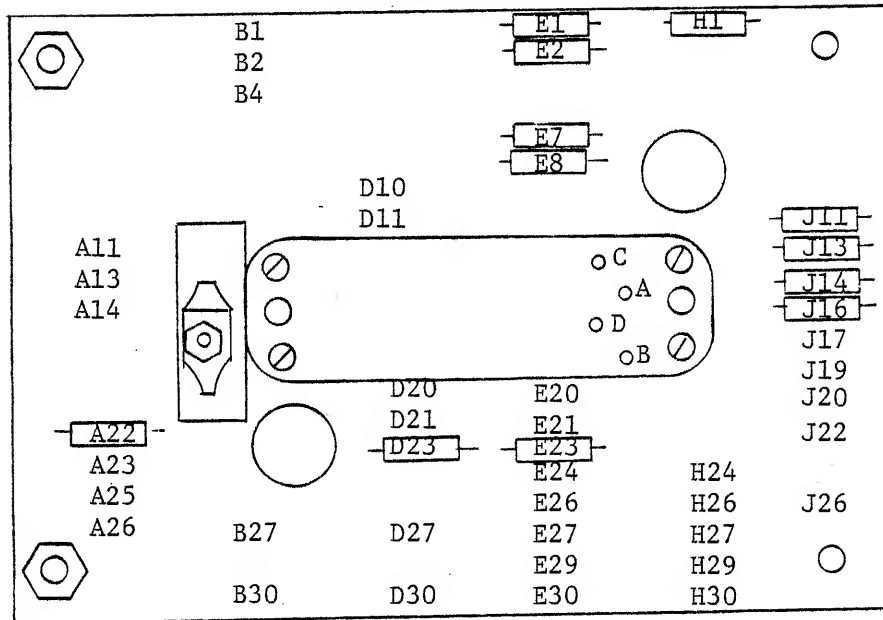 B1 E1 H1
B2 E2
B4
E7
E8
D10
D11 J11
A11 J13
C
A13 A J14
A14 D J16
J17
B
J19
D20 E20 J20
D21 E21 J22
A22 D23 E23
A23 E24 H24
A25 E26 H26 J26
A26 B27 D27 E27 H27
E29 H29
B30 D30 E30 H30